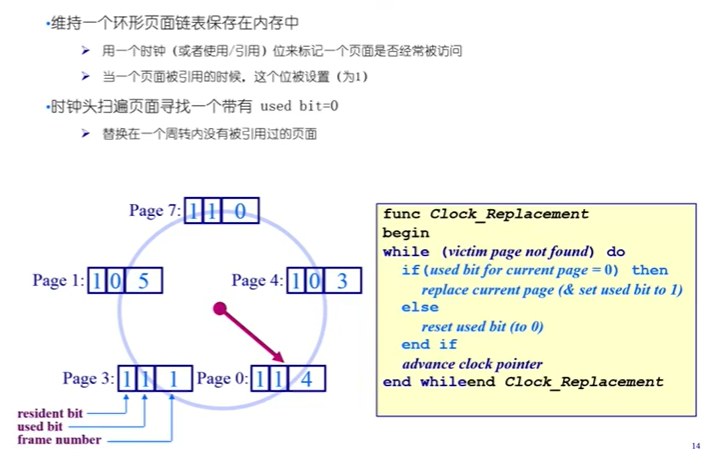 •维持一个环形页面链表保存在内存中
➢ 用一个时钟（或者使用/引用）位来标记一个页面是否经常被访问
➢ 当一个页面被引用的时候，这个位被设置（为1）
•时钟头扫遍页面寻找一个带有 used bit=0
➢ 替换在一个周转内没有被引用过的页面
Page 7: 1 1 0
Page 1: 1 0 5
Page 4: 1 0 3
Page 3: 1 1 1
Page 0: 1 1 4
resident bit
used bit
frame number
func Clock_Replacement
begin
while (victim page not found) do
if(used bit for current page = 0) then
replace current page (& set used bit to 1)
else
reset used bit (to 0)
end if
advance clock pointer
end whileend Clock_Replacement
14